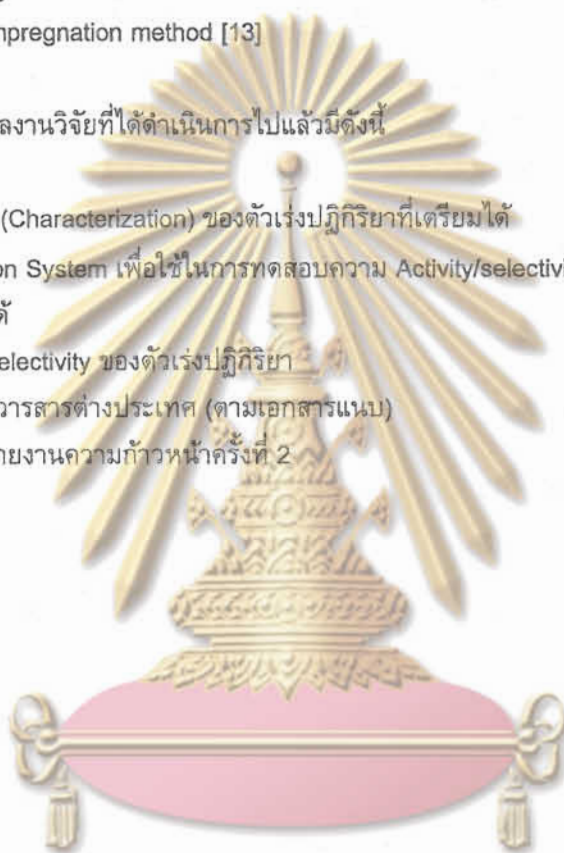 npregnation method [13]
ลงานวิจัยที่ได้ดำเนินการไปแล้วมีดังนี้
(Characterization) ของตัวเร่งปฏิกิริยาที่เตรียมได้
on System เพื่อใช้ในการทดสอบความ Activity/selectivi
ด้
electivity ของตัวเร่งปฏิกิริยา
วารสารต่างประเทศ (ตามเอกสารแนบ)
ายงานความก้าวหน้าครั้งที่ 2